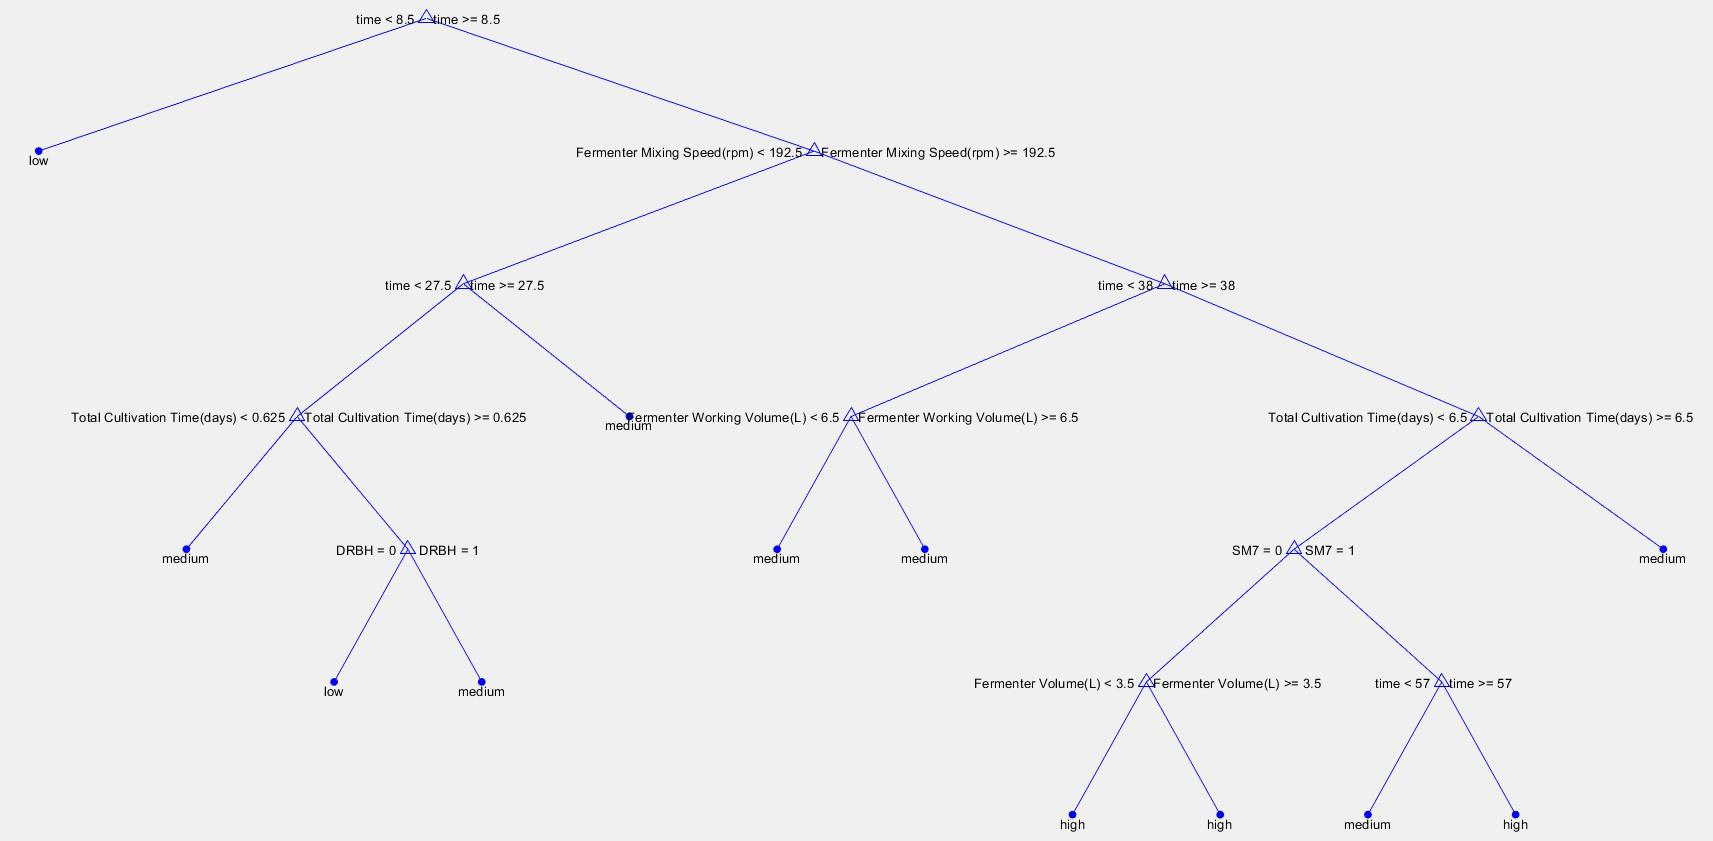 time < 8.5
time >= 8.5
low
Fermenter Mixing Speed(rpm) < 192.5
Fermenter Mixing Speed(rpm) >= 192.5
time < 27.5
time >= 27.5
time < 38
time >= 38
Total Cultivation Time(days) < 0.625
Total Cultivation Time(days) >= 0.625
medium
Fermenter Working Volume(L) < 6.5
Fermenter Working Volume(L) >= 6.5
Total Cultivation Time(days) < 6.5
Total Cultivation Time(days) >= 6.5
medium
DRBH = 0
DRBH = 1
medium
medium
SM7 = 0
SM7 = 1
medium
low
medium
Fermenter Volume(L) < 3.5
Fermenter Volume(L) >= 3.5
time < 57
time >= 57
high
high
medium
high